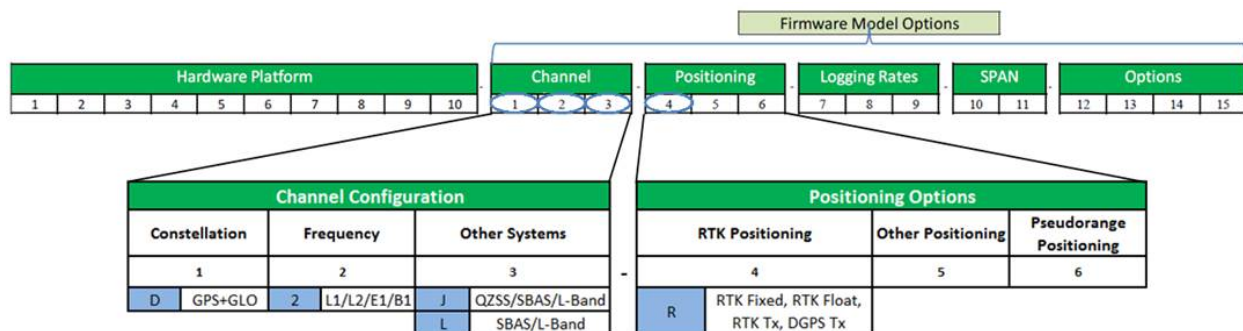 Firmware Model Options
Hardware Platform - Channel - Positioning - Logging Rates - SPAN - Options
1 2 3 4 5 6 7 8 9 10 1 2 3 4 5 6 7 8 9 10 11 12 13 14 15
Channel Configuration
Constellation Frequency Other Systems
1 2 3
D GPS+GLO 2 L1/L2/E1/B1 J QZSS/SBAS/L-Band
L SBAS/L-Band
-
Positioning Options
RTK Positioning Other Positioning Pseudorange
Positioning
4 5 6
R RTK Fixed, RTK Float,
RTK Tx, DGPS Tx